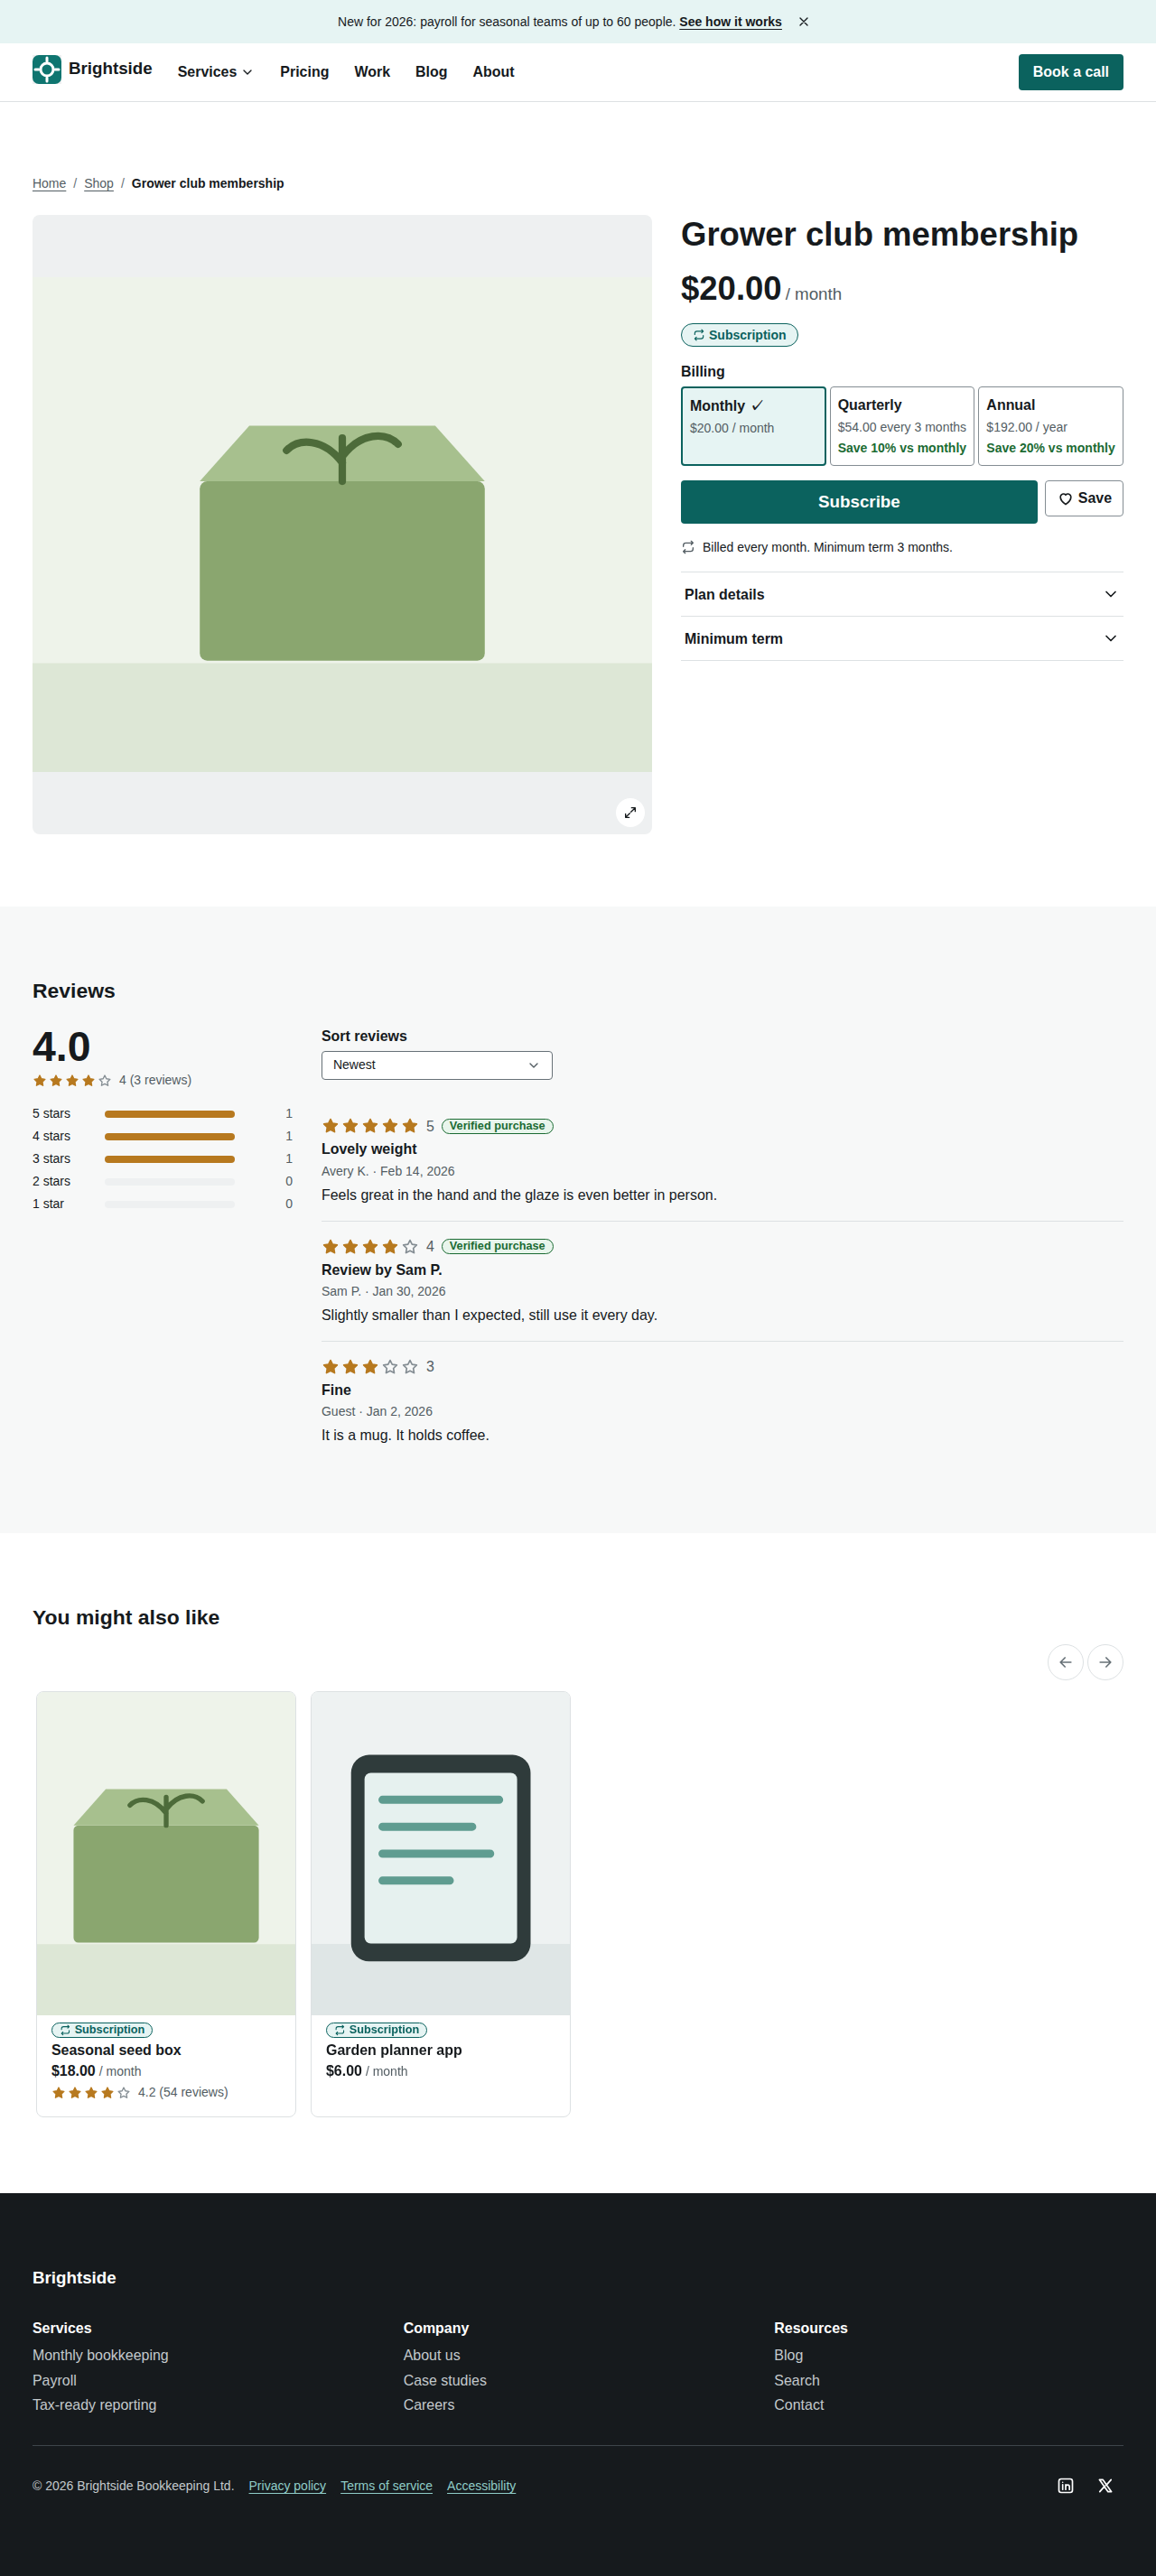 New for 2026: payroll for seasonal teams of up to 60 people. See how it works
Brightside
Services
Pricing
Work
Blog
About
Book a call
Home / Shop / Grower club membership
Grower club membership
$20.00 / month
Subscription
Billing
Monthly ✓
$20.00 / month
Quarterly
$54.00 every 3 months
Save 10% vs monthly
Annual
$192.00 / year
Save 20% vs monthly
Subscribe
Save
Billed every month. Minimum term 3 months.
Plan details
Minimum term
Reviews
4.0
4 (3 reviews)
5 stars 1
4 stars 1
3 stars 1
2 stars 0
1 star 0
Sort reviews
Newest
5 Verified purchase
Lovely weight
Avery K. · Feb 14, 2026
Feels great in the hand and the glaze is even better in person.
4 Verified purchase
Review by Sam P.
Sam P. · Jan 30, 2026
Slightly smaller than I expected, still use it every day.
3
Fine
Guest · Jan 2, 2026
It is a mug. It holds coffee.
You might also like
Subscription
Seasonal seed box
$18.00 / month
4.2 (54 reviews)
Subscription
Garden planner app
$6.00 / month
Brightside
Services
Monthly bookkeeping
Payroll
Tax-ready reporting
Company
About us
Case studies
Careers
Resources
Blog
Search
Contact
© 2026 Brightside Bookkeeping Ltd. Privacy policy Terms of service Accessibility